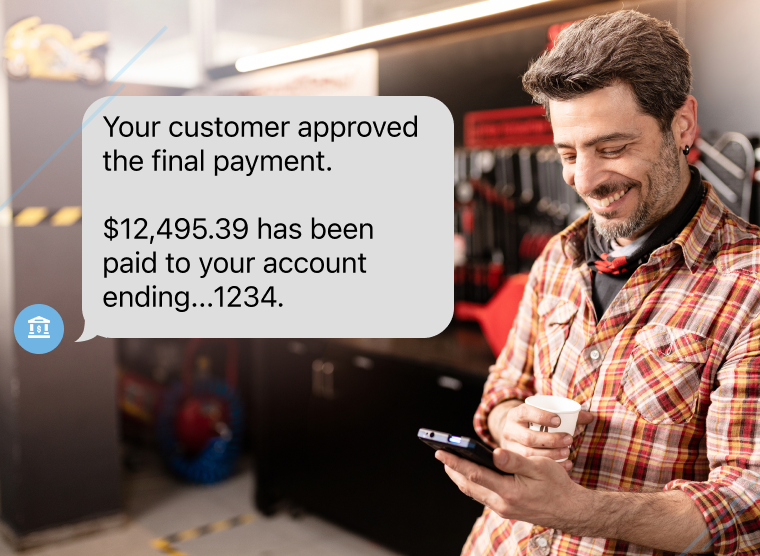 Your customer approved
the final payment.
$12,495.39 has been
paid to your account
ending...1234.